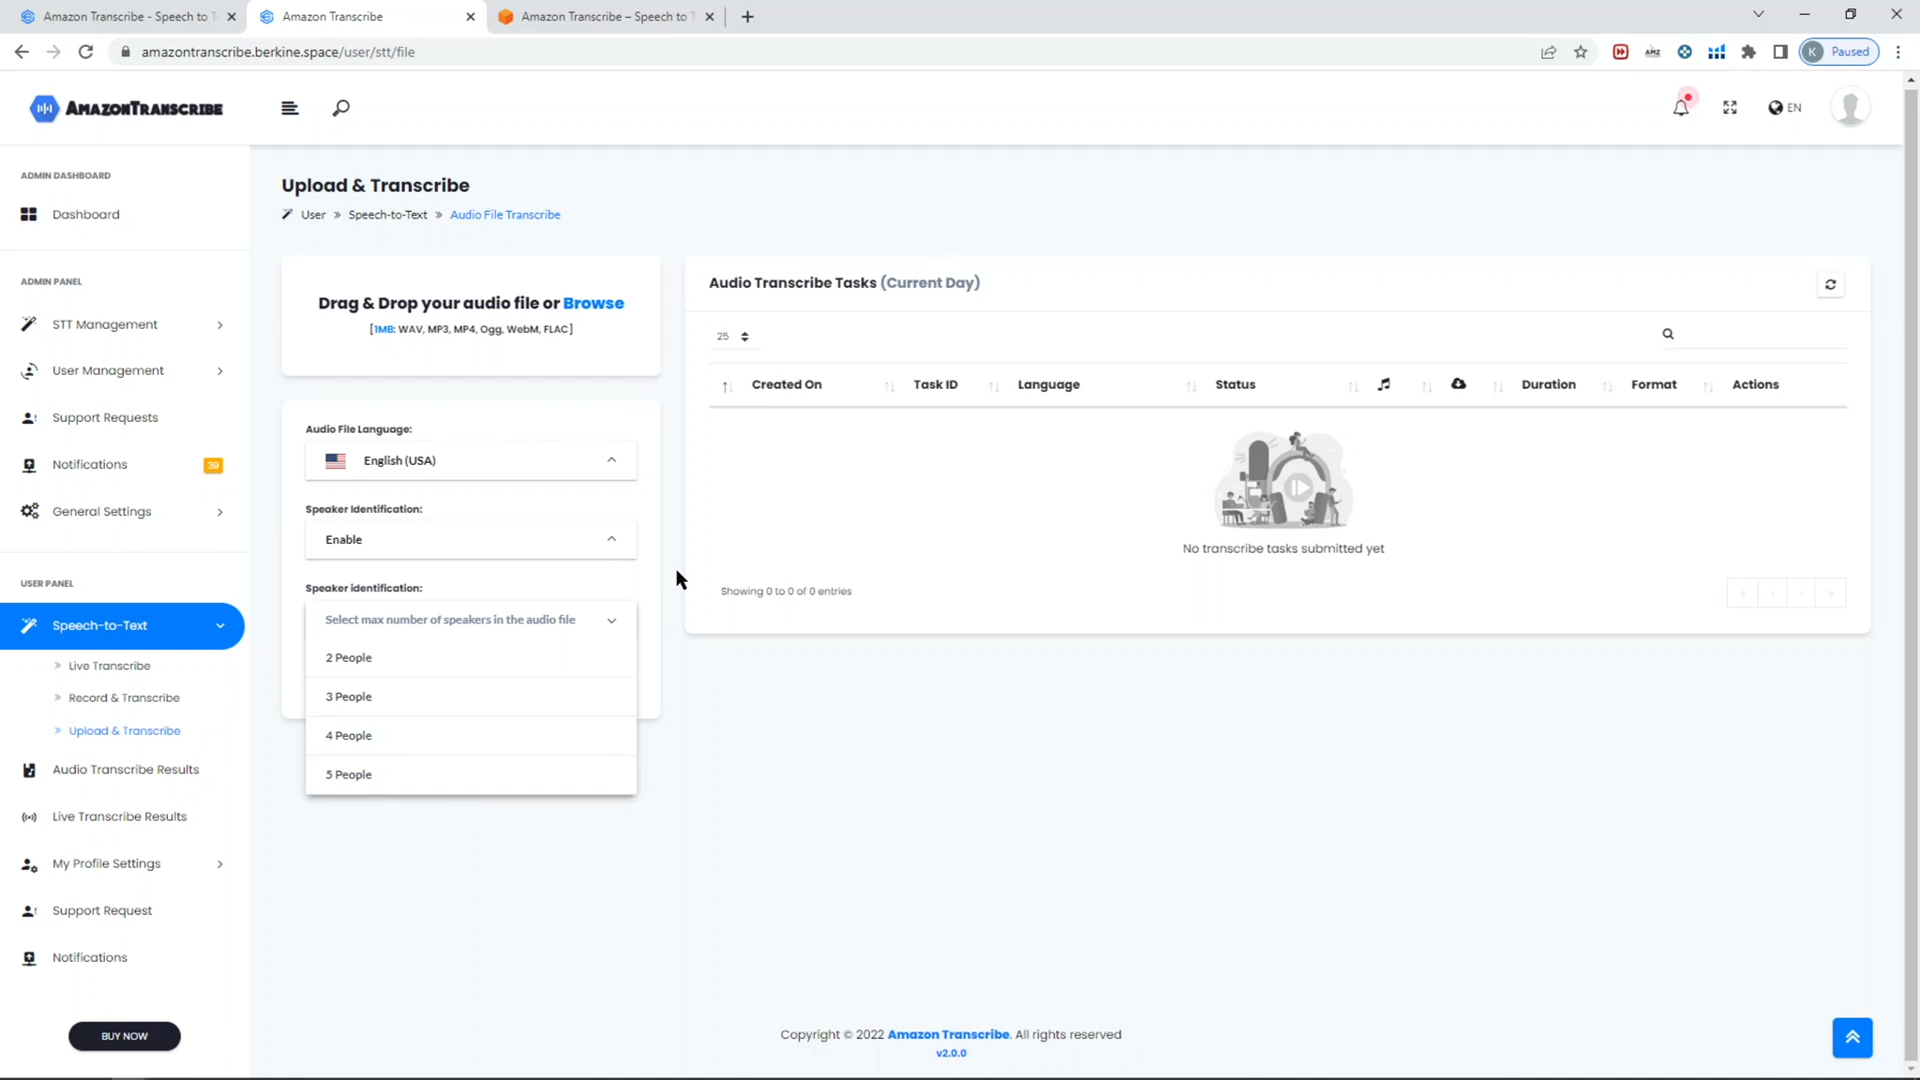 Amazon Transcribe - Speech to T
Amazon Transcribe
Amazon Transcribe – Speech to T
amazontranscribe.berkine.space/user/stt/file
AMZ
K
Paused
AMAZONTRANSCRIBE
EN
ADMIN DASHBOARD
Dashboard
ADMIN PANEL
STT Management
User Management
Support Requests
Notifications
39
General Settings
USER PANEL
Speech-to-Text
Live Transcribe
Record & Transcribe
Upload & Transcribe
Audio Transcribe Results
Live Transcribe Results
My Profile Settings
Support Request
Notifications
BUY NOW
Upload & Transcribe
User » Speech-to-Text » Audio File Transcribe
Drag & Drop your audio file or Browse
[1MB: WAV, MP3, MP4, Ogg, WebM, FLAC]
Audio File Language:
English (USA)
Speaker Identification:
Enable
Speaker identification:
Select max number of speakers in the audio file
2 People
3 People
4 People
5 People
Audio Transcribe Tasks (Current Day)
25
Created On
Task ID
Language
Status
Duration
Format
Actions
No transcribe tasks submitted yet
Showing 0 to 0 of 0 entries
Copyright © 2022 Amazon Transcribe. All rights reserved
v2.0.0